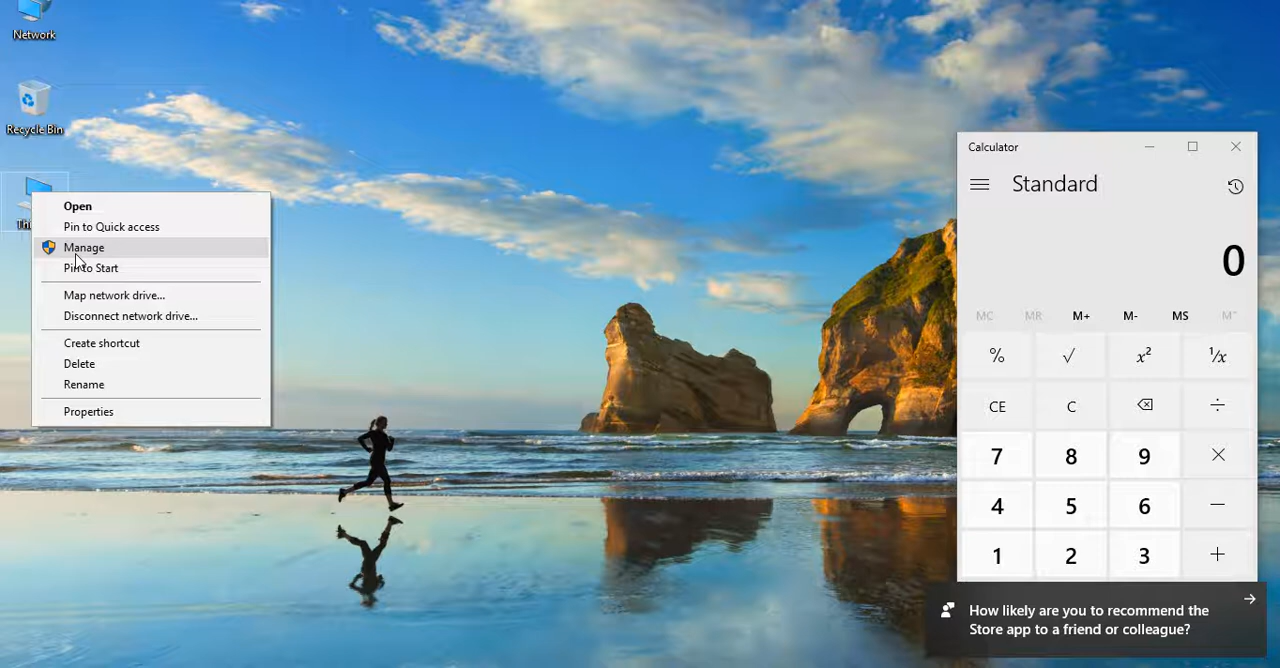 Network
Recycle Bin
Open
Pin to Quick access
Manage
Pin to Start
Map network drive...
Disconnect network drive...
Create shortcut
Delete
Rename
Properties
Calculator
Standard
0
MC MR M+ M- MS M˅
% √ x² ¹/x
CE C ÷
7 8 9 ×
4 5 6 −
1 2 3 +
How likely are you to recommend the
Store app to a friend or colleague?